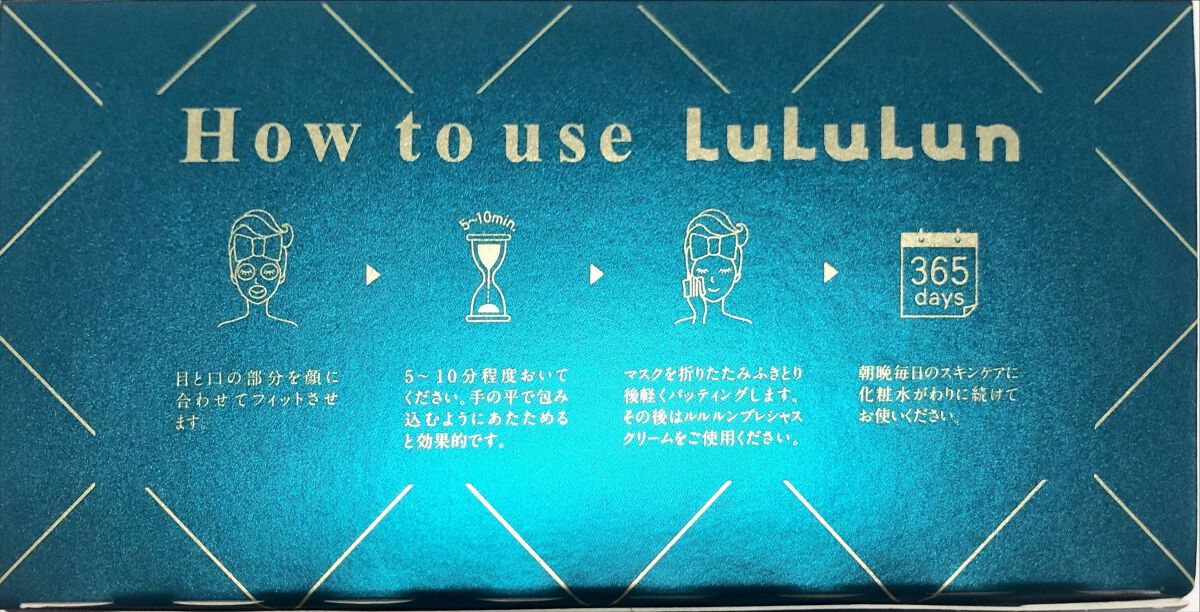 How to use LuLuLun
5~10min.
365
days
目と口の部分を顔に
合わせてフィットさせ
ます。
5~10分程度おいて
ください。手の平で包み
込むようにあたためる
と効果的です。
マスクを折りたたみふきとり
後軽くパッティングします。
その後はルルルンプレシャス
クリームをご使用ください。
朝晩毎日のスキンケアに
化粧水がわりに続けて
お使いください。